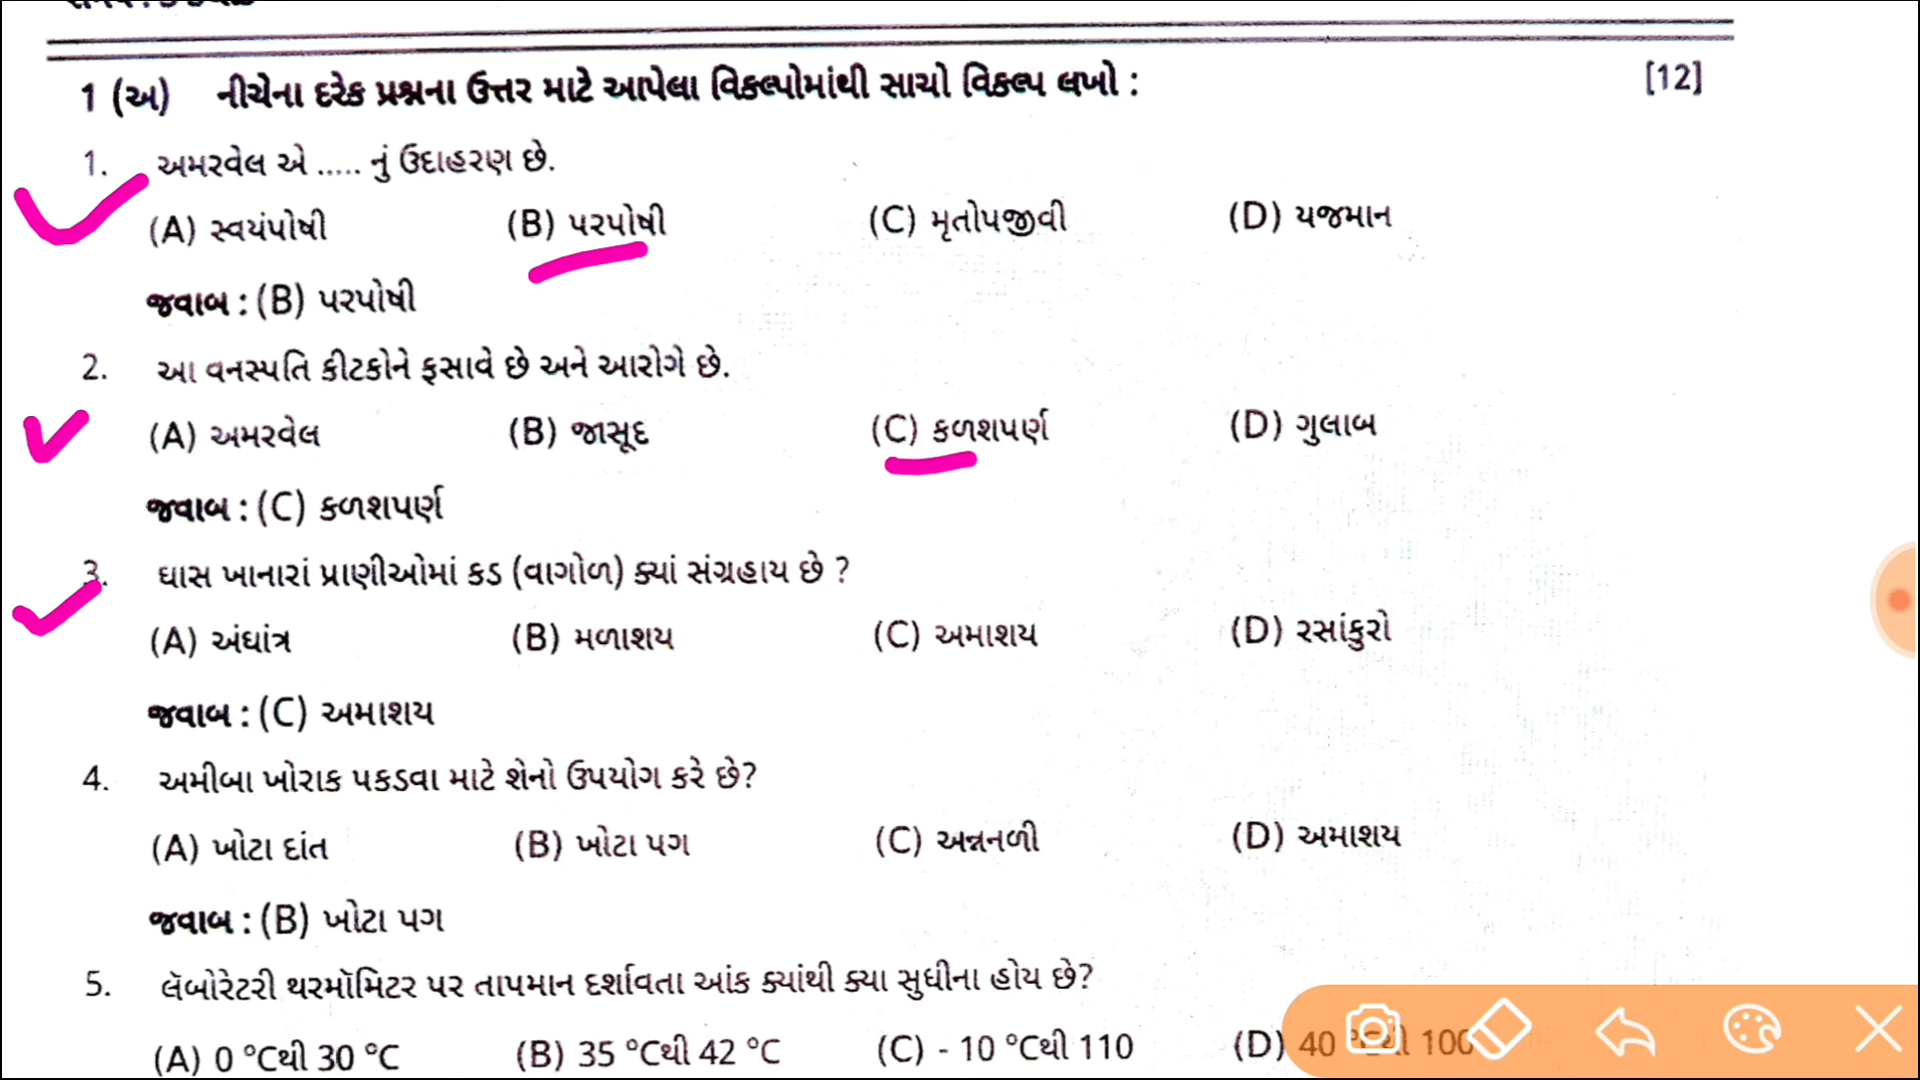 1 (અ) નીચેના દરેક પ્રશ્નના ઉત્તર માટે આપેલા વિકલ્પોમાંથી સાચો વિકલ્પ લખો : [12]
1. અમરવેલ એ ..... નું ઉદાહરણ છે.
(A) સ્વયંપોષી (B) પરપોષી (C) મૃતોપજીવી (D) યજમાન
જવાબ : (B) પરપોષી
2. આ વનસ્પતિ કીટકોને ફસાવે છે અને આરોગે છે.
(A) અમરવેલ (B) જાસૂદ (C) કળશપર્ણ (D) ગુલાબ
જવાબ : (C) કળશપર્ણ
3. ઘાસ ખાનારાં પ્રાણીઓમાં કડ (વાગોળ) ક્યાં સંગ્રહાય છે ?
(A) અંધાંત્ર (B) મળાશય (C) અમાશય (D) રસાંકુરો
જવાબ : (C) અમાશય
4. અમીબા ખોરાક પકડવા માટે શેનો ઉપયોગ કરે છે?
(A) ખોટા દાંત (B) ખોટા પગ (C) અન્નનળી (D) અમાશય
જવાબ : (B) ખોટા પગ
5. લૅબોરેટરી થરમૉમિટર પર તાપમાન દર્શાવતા આંક ક્યાંથી ક્યા સુધીના હોય છે?
(A) 0 °Cથી 30 °C (B) 35 °Cથી 42 °C (C) - 10 °Cથી 110 (D) 40 °Cથી 100